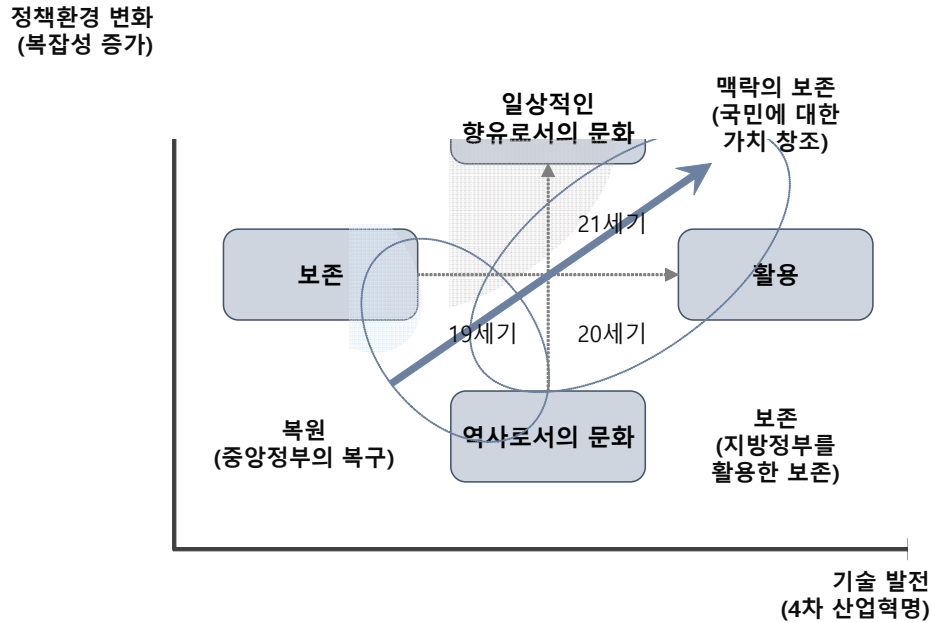 정책환경 변화
(복잡성 증가)
일상적인
향유로서의 문화
맥락의 보존
(국민에 대한
가치 창조)
21세기
보존
활용
19세기
20세기
복원
(중앙정부의 복구)
역사로서의 문화
보존
(지방정부를
활용한 보존)
기술 발전
(4차 산업혁명)